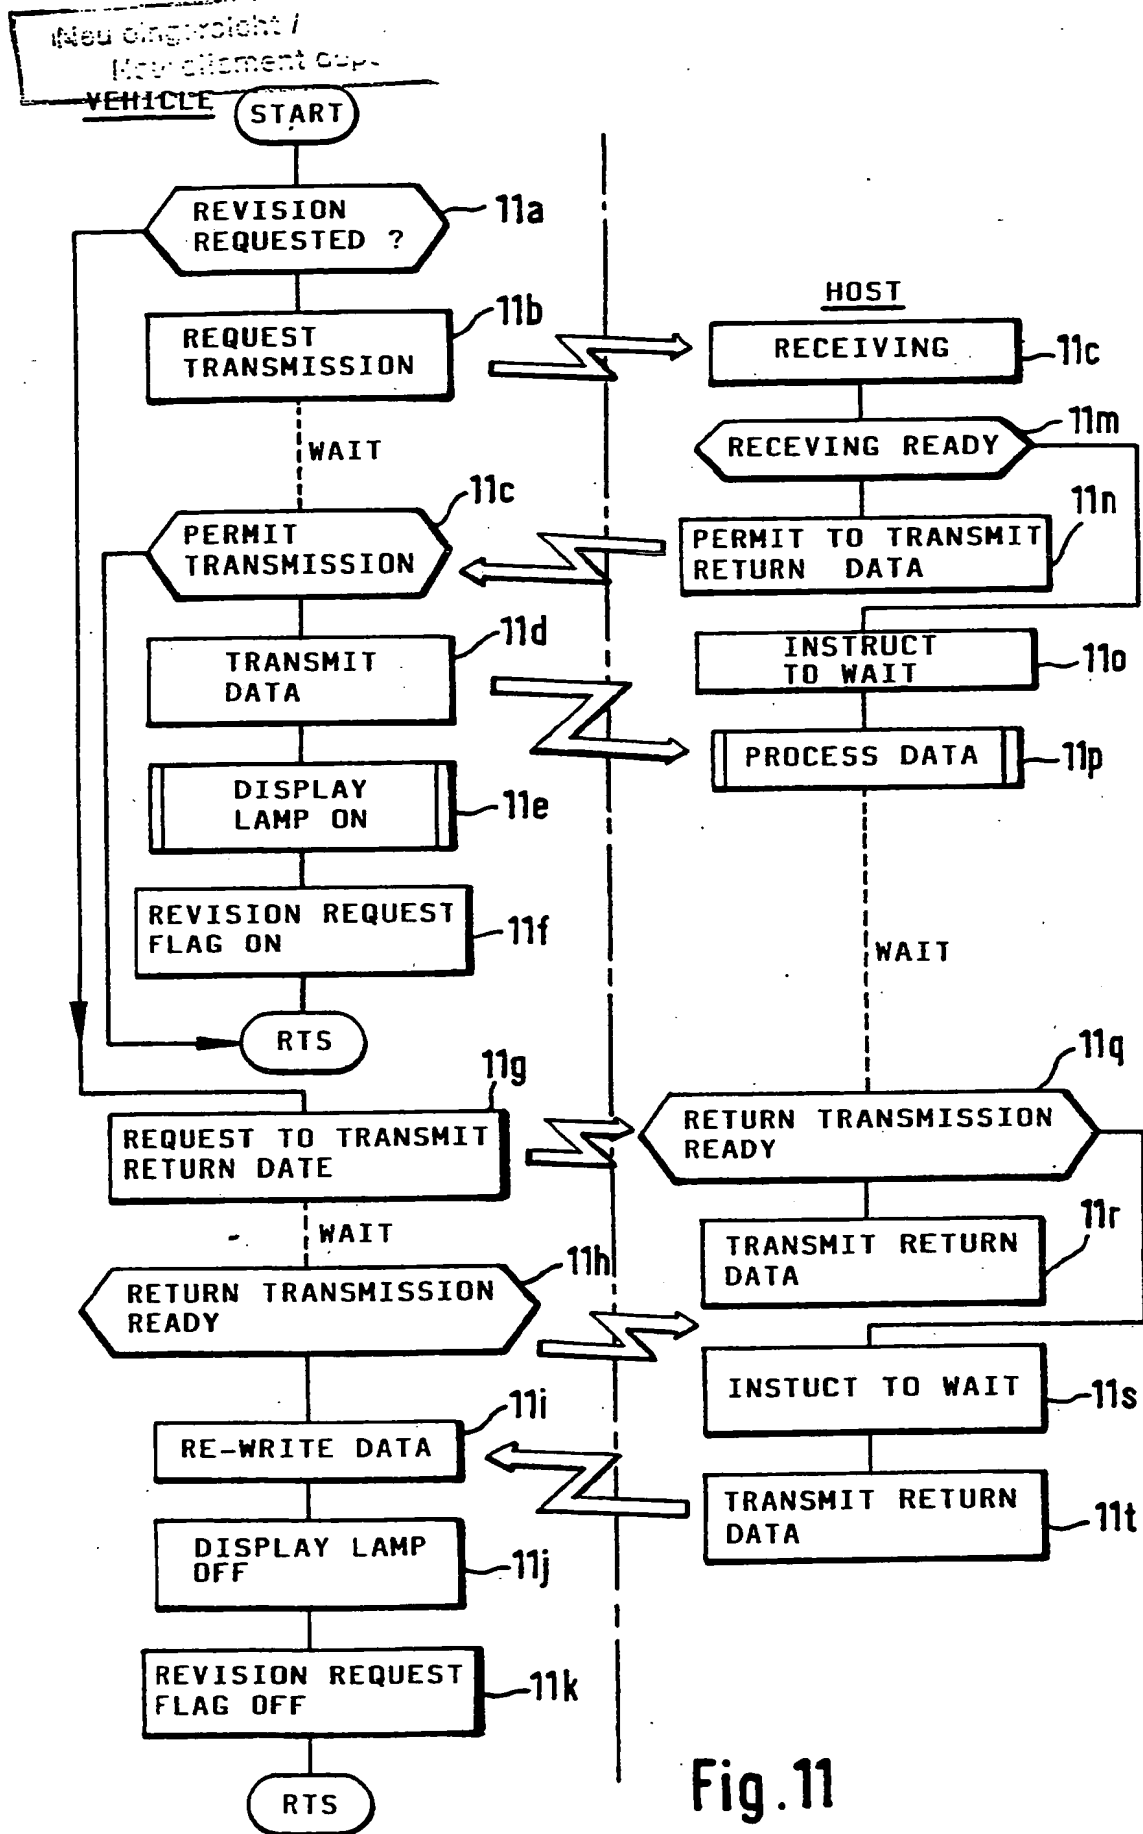 Neu eingereicht /
VEHICLE
START
REVISION
REQUESTED ?
11a
REQUEST
TRANSMISSION
11b
WAIT
PERMIT
TRANSMISSION
11c
TRANSMIT
DATA
11d
DISPLAY
LAMP ON
11e
REVISION REQUEST
FLAG ON
11f
RTS
REQUEST TO TRANSMIT
RETURN DATE
11g
WAIT
RETURN TRANSMISSION
READY
11h
RE-WRITE DATA
11i
DISPLAY LAMP
OFF
11j
REVISION REQUEST
FLAG OFF
11k
RTS
HOST
RECEIVING
11c
RECEVING READY
11m
PERMIT TO TRANSMIT
RETURN DATA
11n
INSTRUCT
TO WAIT
11o
PROCESS DATA
11p
WAIT
RETURN TRANSMISSION
READY
11q
TRANSMIT RETURN
DATA
11r
INSTUCT TO WAIT
11s
TRANSMIT RETURN
DATA
11t
Fig.11